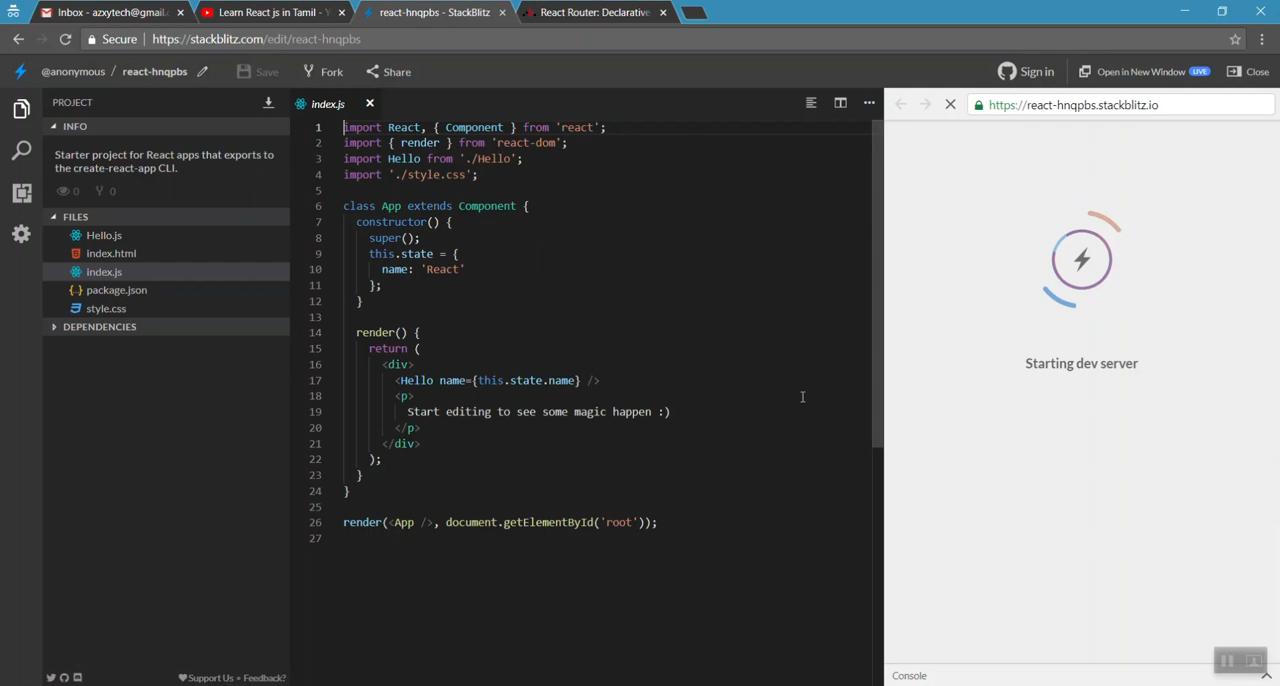 Inbox - azxytech@gmail.
Learn React js in Tamil - Y
react-hnqpbs - StackBlitz
React Router: Declarative
Secure
https://stackblitz.com/edit/react-hnqpbs
@anonymous / react-hnqpbs
Save
Fork
Share
Sign in
Open in New Window LIVE
Close
PROJECT
INFO
Starter project for React apps that exports to
the create-react-app CLI.
0 0
FILES
Hello.js
index.html
index.js
package.json
style.css
DEPENDENCIES
Support Us • Feedback?
index.js
1 import React, { Component } from 'react';
2 import { render } from 'react-dom';
3 import Hello from './Hello';
4 import './style.css';
5
6 class App extends Component {
7 constructor() {
8 super();
9 this.state = {
10 name: 'React'
11 };
12 }
13
14 render() {
15 return (
16 <div>
17 <Hello name={this.state.name} />
18 <p>
19 Start editing to see some magic happen :)
20 </p>
21 </div>
22 );
23 }
24 }
25
26 render(<App />, document.getElementById('root'));
27
https://react-hnqpbs.stackblitz.io
Starting dev server
Console